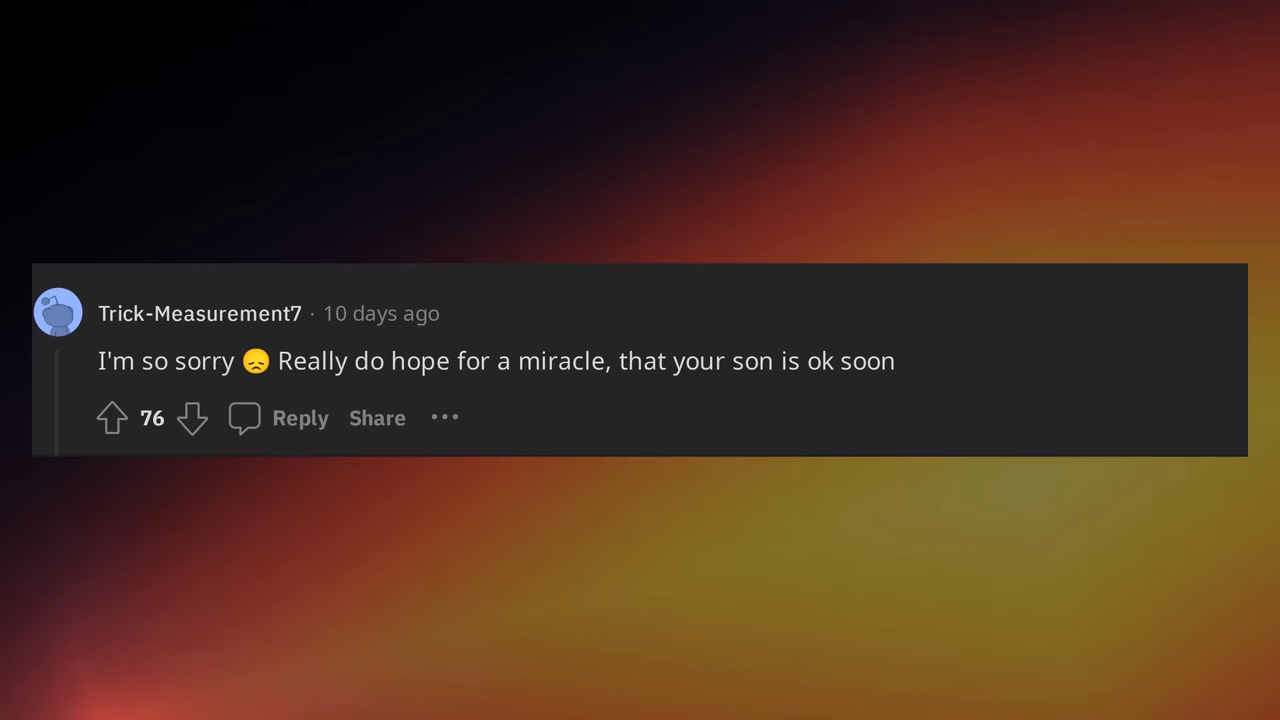 Trick-Measurement7 · 10 days ago
I'm so sorry 😞 Really do hope for a miracle, that your son is ok soon
76 Reply Share ···